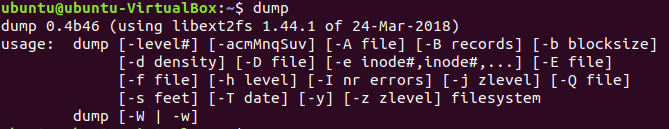 ubuntu@ubuntu-VirtualBox:~$ dump
dump 0.4b46 (using libext2fs 1.44.1 of 24-Mar-2018)
usage:  dump [-level#] [-acmMnqSuv] [-A file] [-B records] [-b blocksize]
             [-d density] [-D file] [-e inode#,inode#,...] [-E file]
             [-f file] [-h level] [-I nr errors] [-j zlevel] [-Q file]
             [-s feet] [-T date] [-y] [-z zlevel] filesystem
        dump [-W | -w]